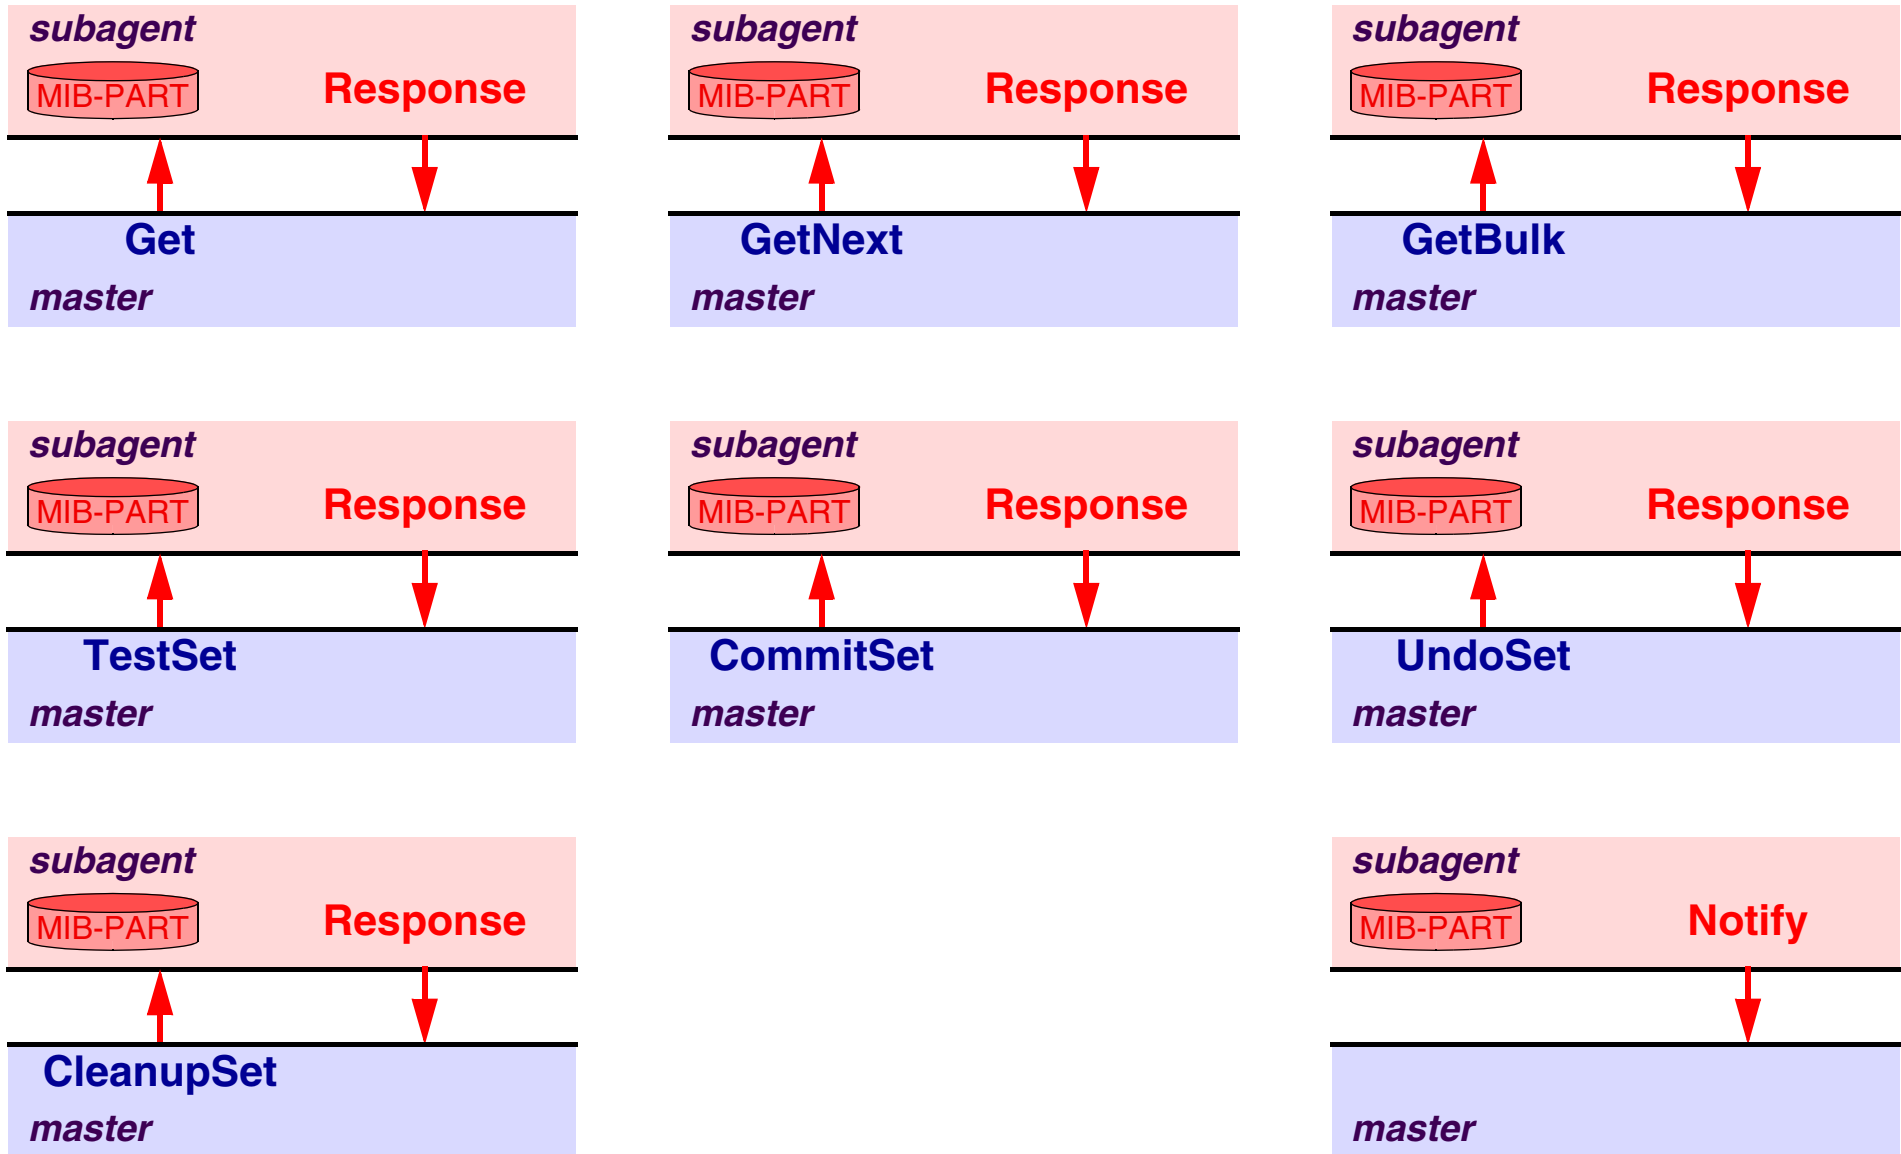 subagent
MIB-PART Response
Get
master
subagent
MIB-PART Response
GetNext
master
subagent
MIB-PART Response
GetBulk
master
subagent
MIB-PART Response
TestSet
master
subagent
MIB-PART Response
CommitSet
master
subagent
MIB-PART Response
UndoSet
master
subagent
MIB-PART Response
CleanupSet
master
subagent
MIB-PART Notify
master